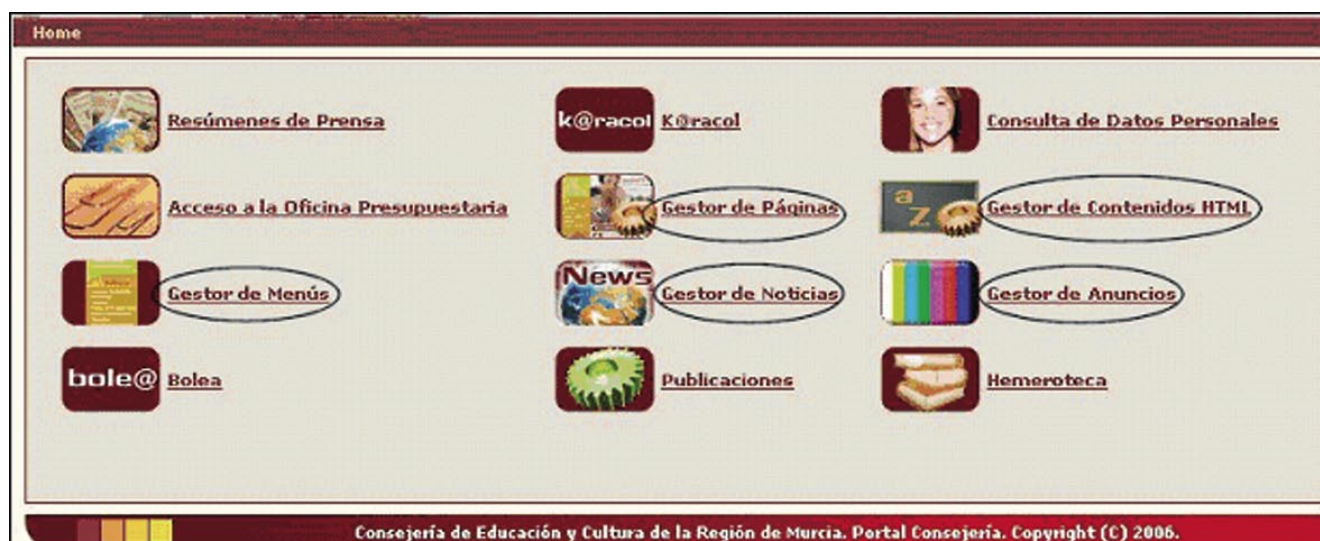 Home
Resúmenes de Prensa
k@racol K@racol
Consulta de Datos Personales
Acceso a la Oficina Presupuestaria
Gestor de Páginas
a
Z
Gestor de Contenidos HTML
Gestor de Menús
News
Gestor de Noticias
Gestor de Anuncios
bole@ Bolea
Publicaciones
Hemeroteca
Consejería de Educación y Cultura de la Región de Murcia. Portal Consejería. Copyright (C) 2006.